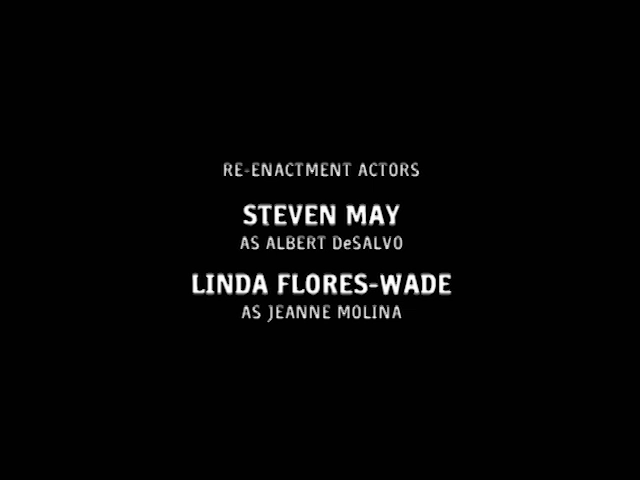 RE-ENACTMENT ACTORS
STEVEN MAY
AS ALBERT DeSALVO
LINDA FLORES-WADE
AS JEANNE MOLINA